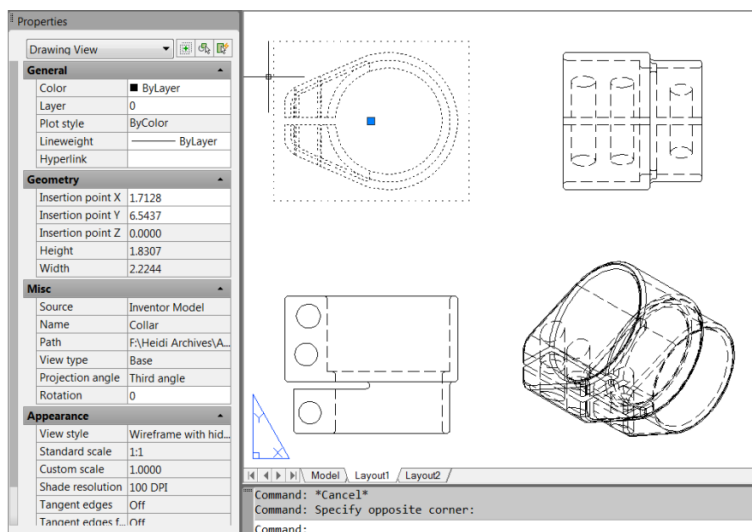 Properties
Drawing View
General
Color ByLayer
Layer 0
Plot style ByColor
Lineweight ByLayer
Hyperlink
Geometry
Insertion point X 1.7128
Insertion point Y 6.5437
Insertion point Z 0.0000
Height 1.8307
Width 2.2244
Misc
Source Inventor Model
Name Collar
Path F:\Heidi Archives\A...
View type Base
Projection angle Third angle
Rotation 0
Appearance
View style Wireframe with hid...
Standard scale 1:1
Custom scale 1.0000
Shade resolution 100 DPI
Tangent edges Off
Tangent edges f... Off
Y
X
Model Layout1 Layout2
Command: *Cancel*
Command: Specify opposite corner:
Command: